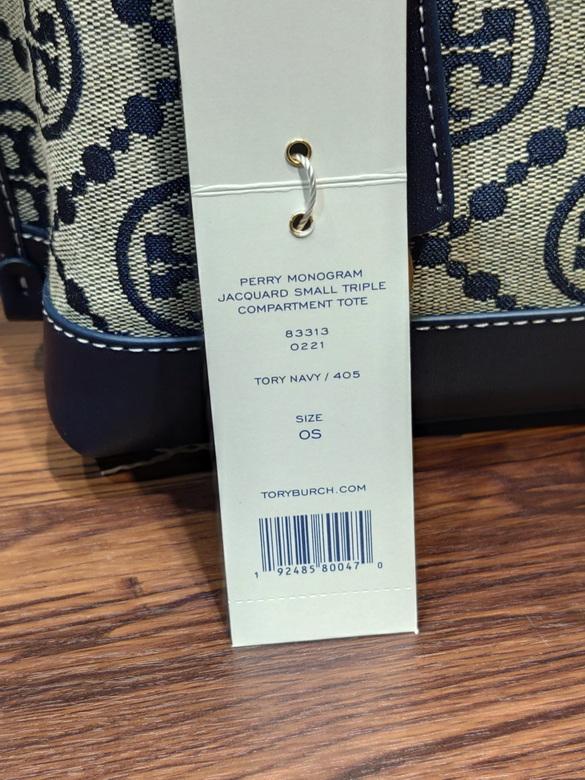 PERRY MONOGRAM
JACQUARD SMALL TRIPLE
COMPARTMENT TOTE
83313
0221
TORY NAVY / 405
SIZE
OS
TORYBURCH.COM
1 92485 80047 0